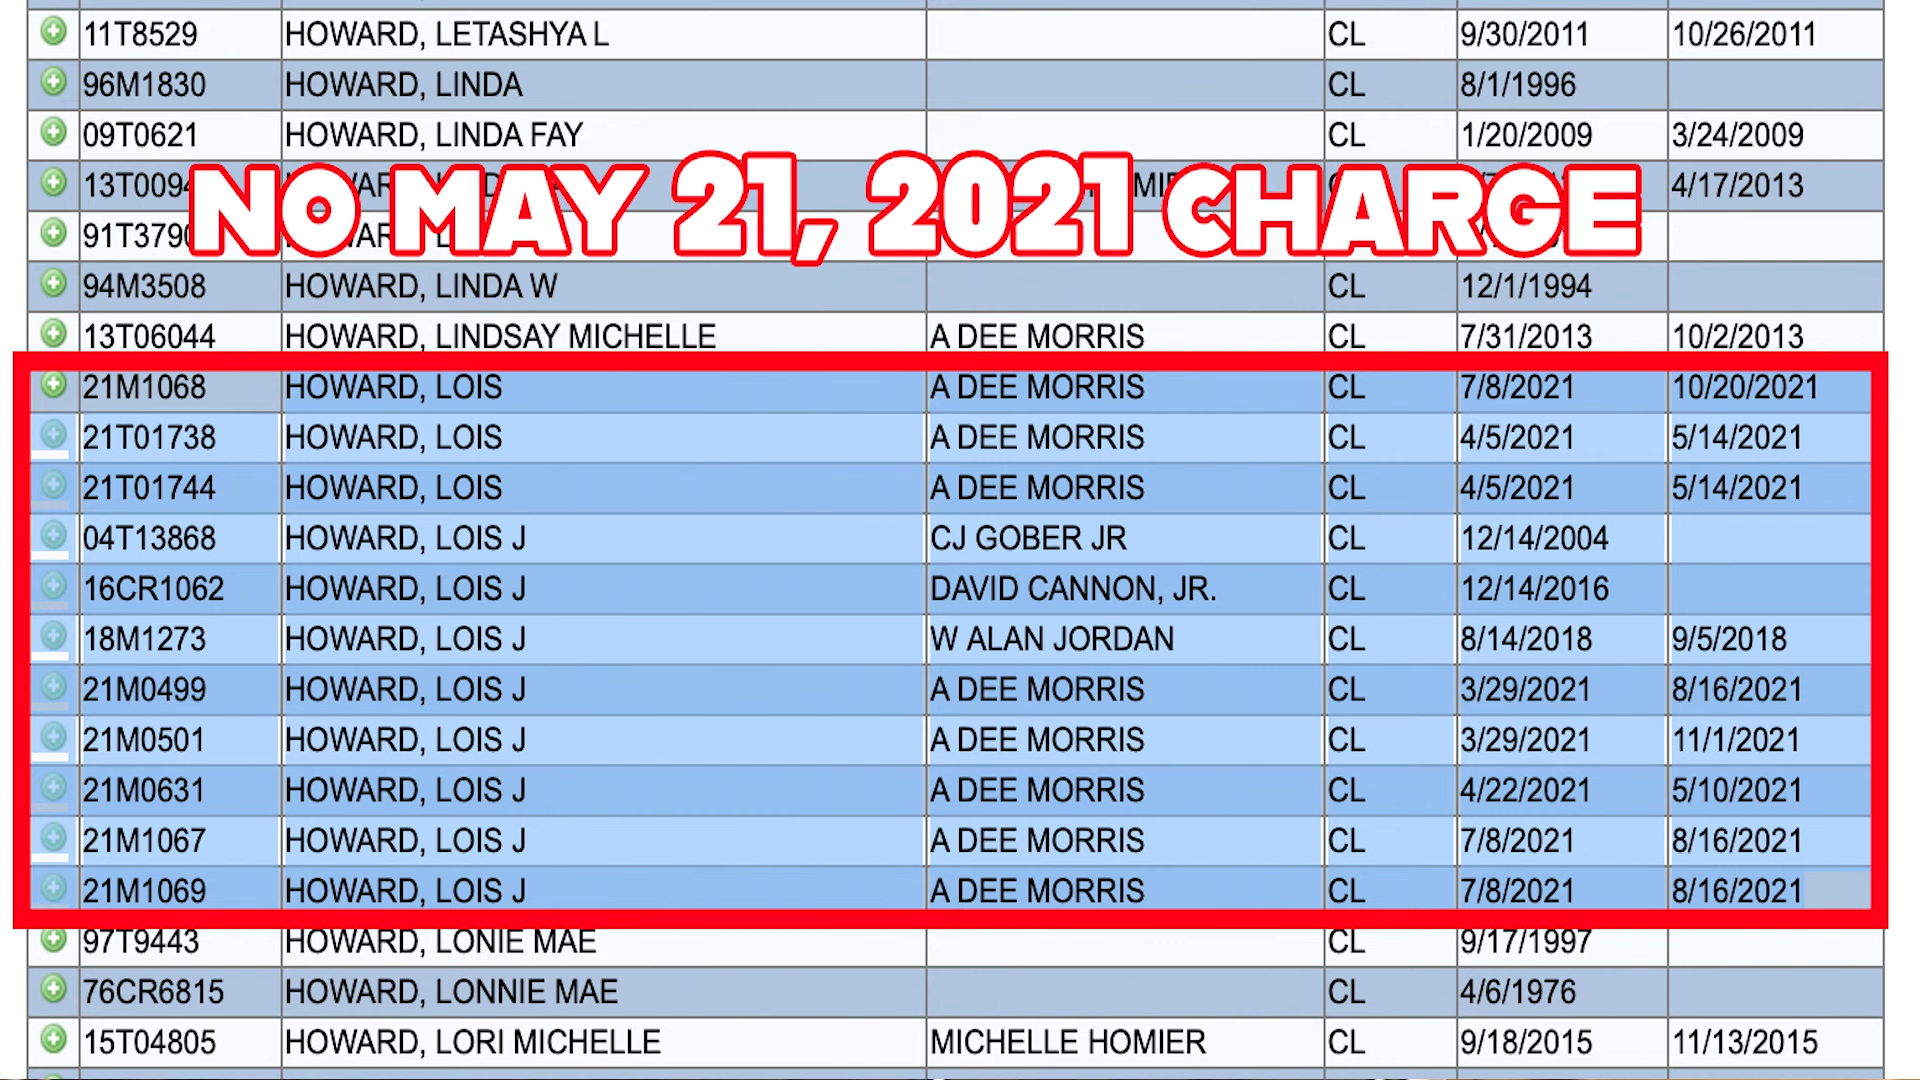 11T8529 HOWARD, LETASHYA L CL 9/30/2011 10/26/2011
96M1830 HOWARD, LINDA CL 8/1/1996
09T0621 HOWARD, LINDA FAY CL 1/20/2009 3/24/2009
13T0094 4/17/2013
NO MAY 21, 2021 CHARGE
91T3790
94M3508 HOWARD, LINDA W CL 12/1/1994
13T06044 HOWARD, LINDSAY MICHELLE A DEE MORRIS CL 7/31/2013 10/2/2013
21M1068 HOWARD, LOIS A DEE MORRIS CL 7/8/2021 10/20/2021
21T01738 HOWARD, LOIS A DEE MORRIS CL 4/5/2021 5/14/2021
21T01744 HOWARD, LOIS A DEE MORRIS CL 4/5/2021 5/14/2021
04T13868 HOWARD, LOIS J CJ GOBER JR CL 12/14/2004
16CR1062 HOWARD, LOIS J DAVID CANNON, JR. CL 12/14/2016
18M1273 HOWARD, LOIS J W ALAN JORDAN CL 8/14/2018 9/5/2018
21M0499 HOWARD, LOIS J A DEE MORRIS CL 3/29/2021 8/16/2021
21M0501 HOWARD, LOIS J A DEE MORRIS CL 3/29/2021 11/1/2021
21M0631 HOWARD, LOIS J A DEE MORRIS CL 4/22/2021 5/10/2021
21M1067 HOWARD, LOIS J A DEE MORRIS CL 7/8/2021 8/16/2021
21M1069 HOWARD, LOIS J A DEE MORRIS CL 7/8/2021 8/16/2021
97T9443 HOWARD, LONIE MAE CL 9/17/1997
76CR6815 HOWARD, LONNIE MAE CL 4/6/1976
15T04805 HOWARD, LORI MICHELLE MICHELLE HOMIER CL 9/18/2015 11/13/2015